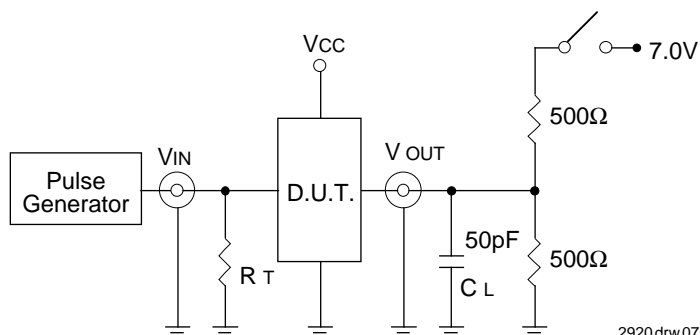 VCC
7.0V
500Ω
VIN
V OUT
Pulse
Generator
D.U.T.
50pF
500Ω
R T
C L
2920 drw 07